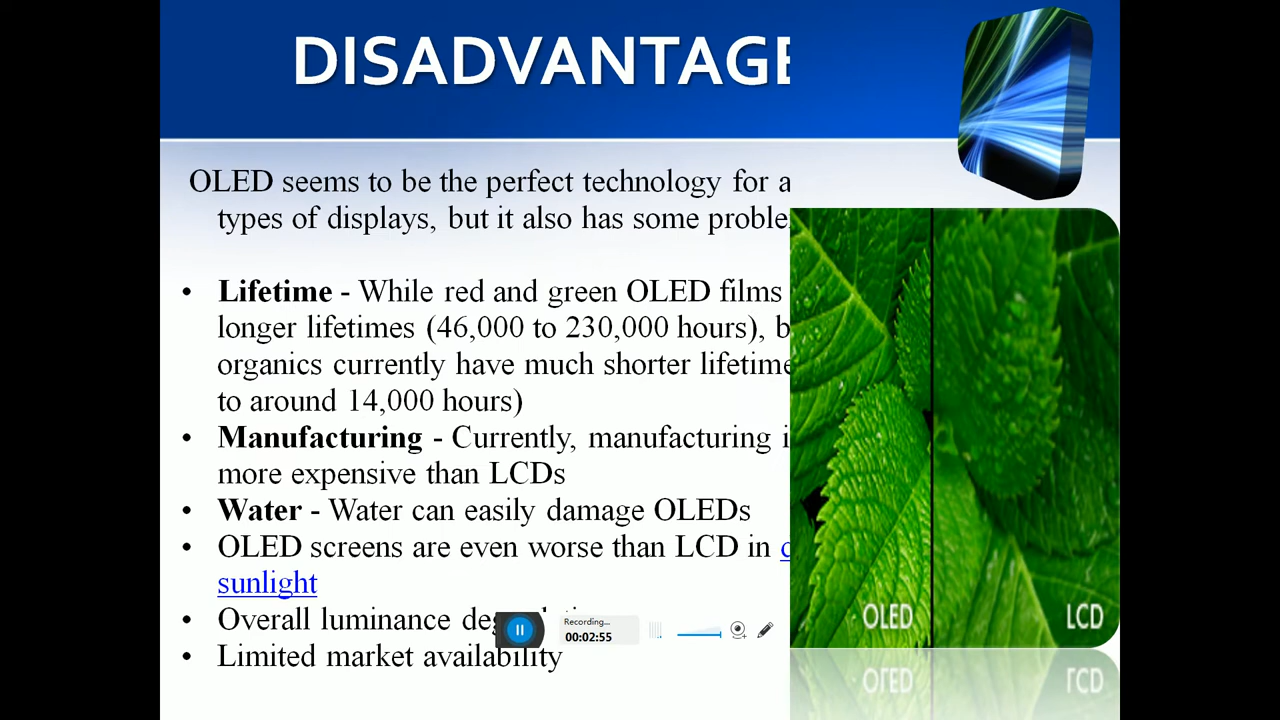 DISADVANTAGE
OLED seems to be the perfect technology for a
types of displays, but it also has some proble
• Lifetime - While red and green OLED films
longer lifetimes (46,000 to 230,000 hours), b
organics currently have much shorter lifetime
to around 14,000 hours)
• Manufacturing - Currently, manufacturing i
more expensive than LCDs
• Water - Water can easily damage OLEDs
• OLED screens are even worse than LCD in
sunlight
• Overall luminance
• Limited market availability
Recording...
00:02:55
OLED
LCD